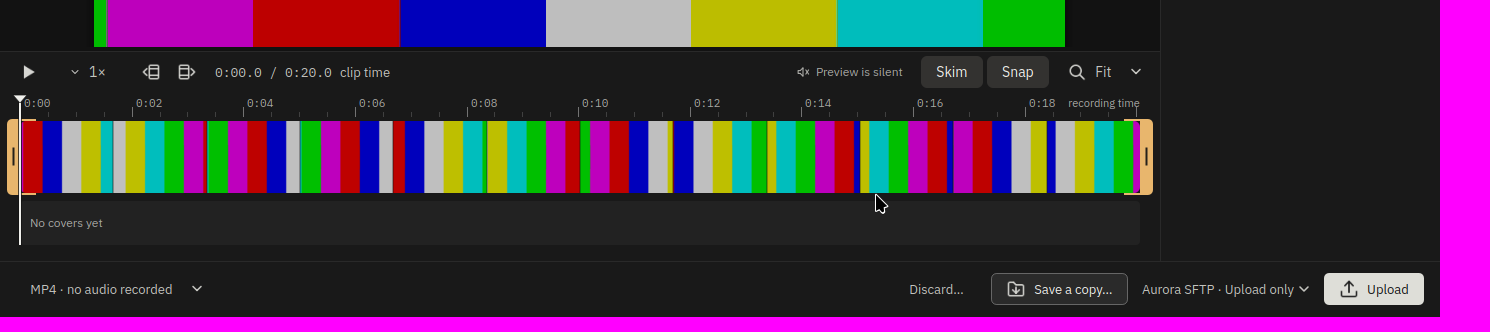 1×
0:00.0 / 0:20.0 clip time
Preview is silent
Skim
Snap
Fit
0:00 0:02 0:04 0:06 0:08 0:10 0:12 0:14 0:16 0:18 recording time
No covers yet
MP4 · no audio recorded
Discard...
Save a copy...
Aurora SFTP · Upload only
Upload